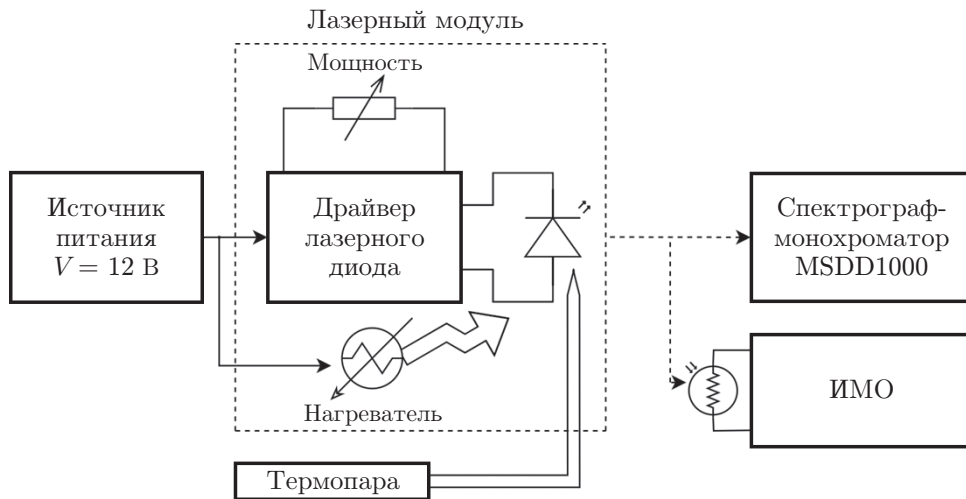 Лазерный модуль
Мощность
Источник
питания
V = 12 В
Драйвер
лазерного
диода
Спектрограф-
монохроматор
MSDD1000
Нагреватель
ИМО
Термопара